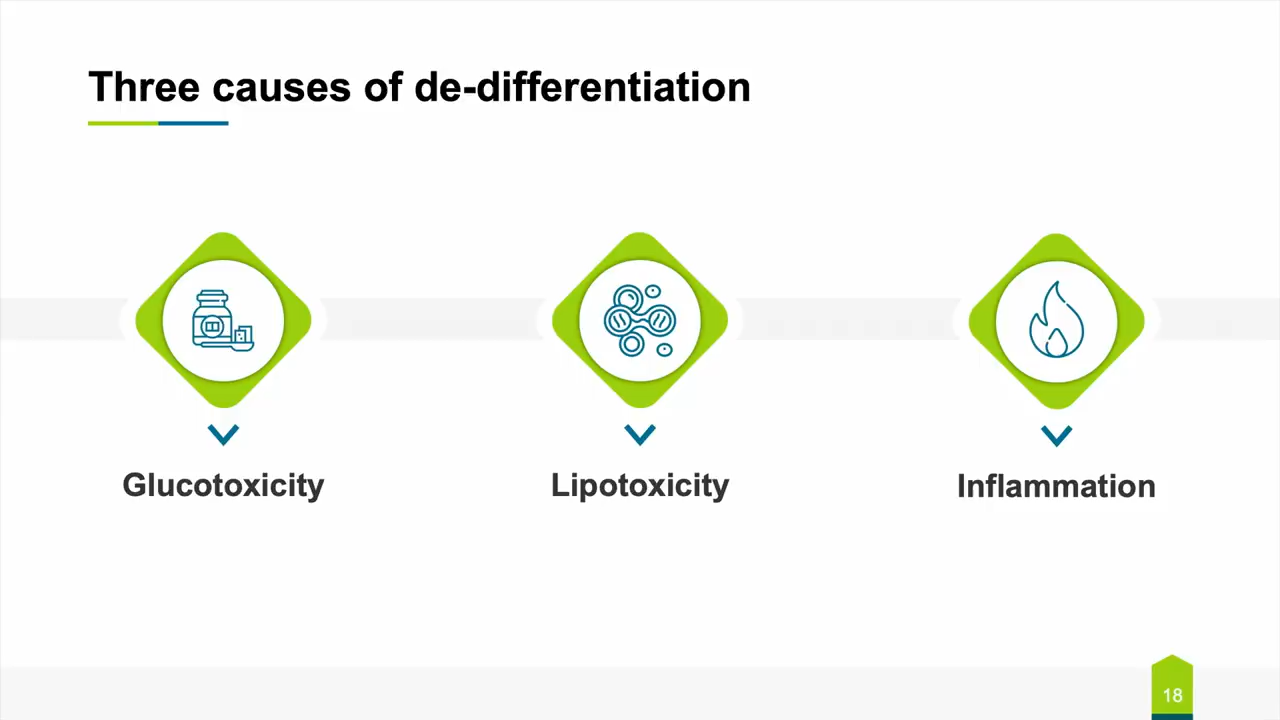 Three causes of de-differentiation
Glucotoxicity
Lipotoxicity
Inflammation
18